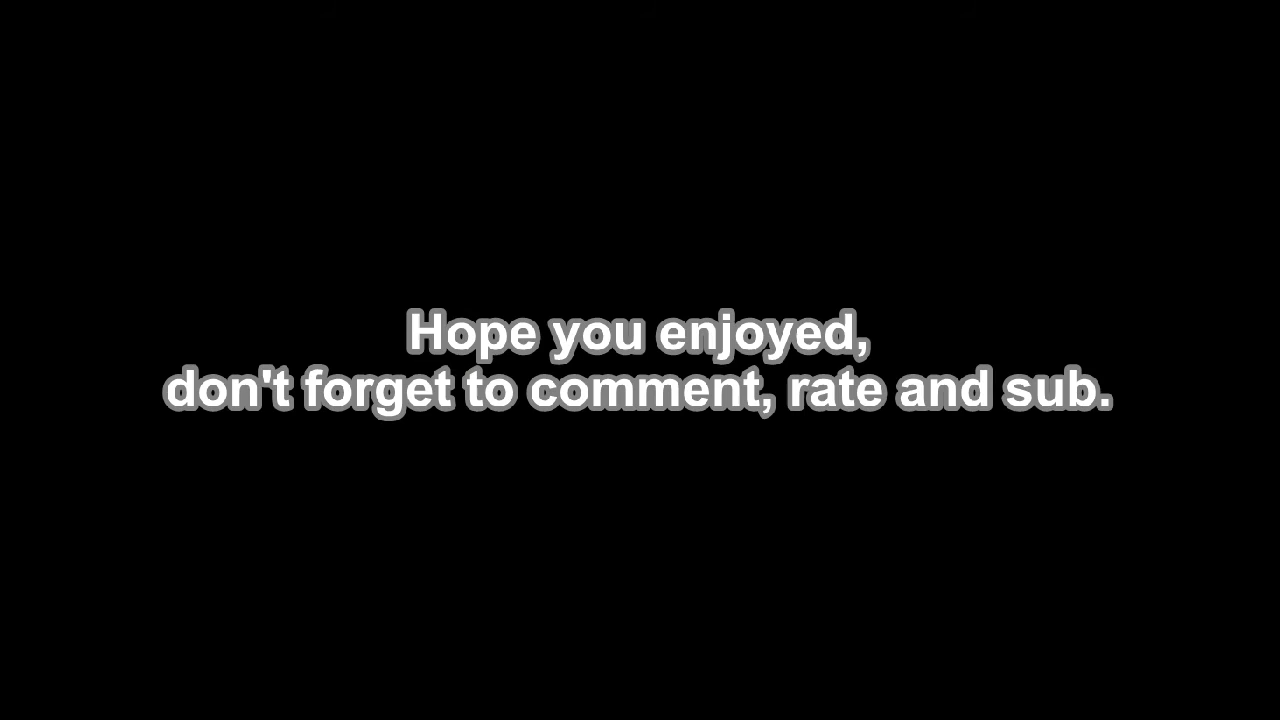 Hope you enjoyed,
don't forget to comment, rate and sub.